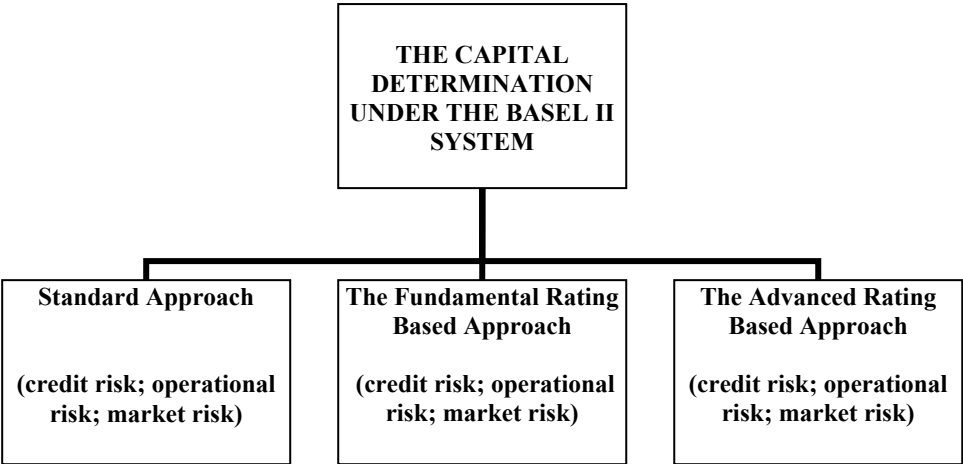 THE CAPITAL
DETERMINATION
UNDER THE BASEL II
SYSTEM
Standard Approach
(credit risk; operational
risk; market risk)
The Fundamental Rating
Based Approach
(credit risk; operational
risk; market risk)
The Advanced Rating
Based Approach
(credit risk; operational
risk; market risk)